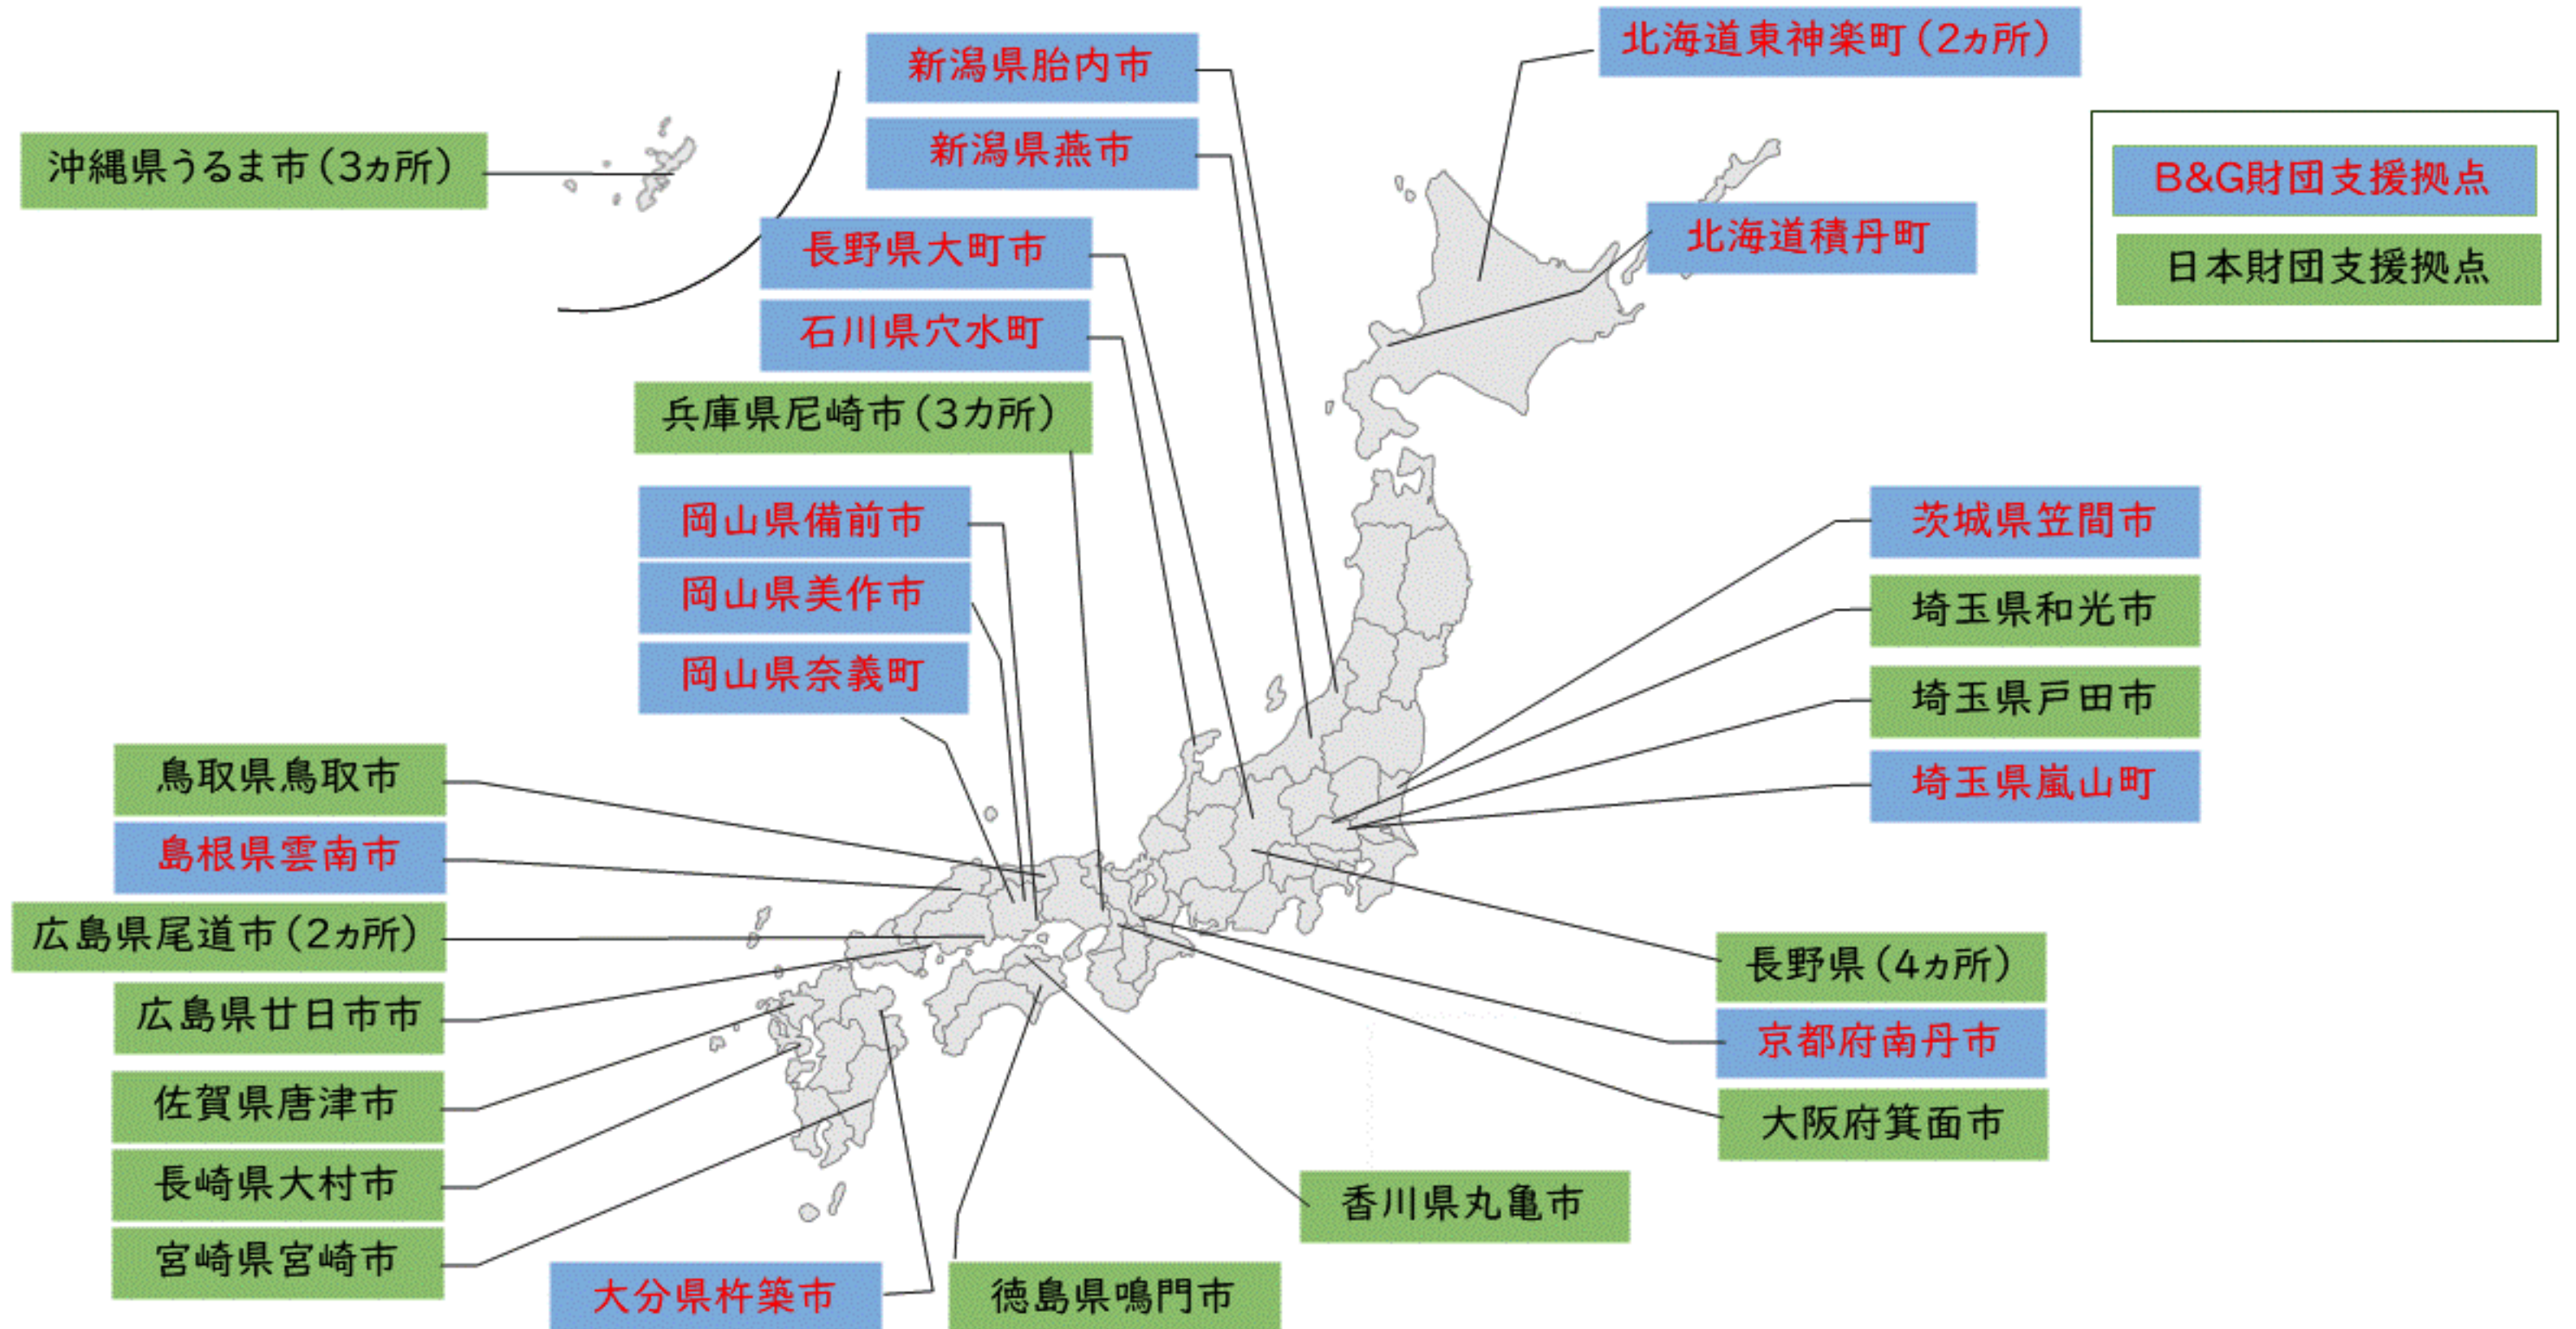 北海道東神楽町(2ヵ所)
新潟県胎内市
新潟県燕市
沖縄県うるま市(3ヵ所)
B&G財団支援拠点
日本財団支援拠点
長野県大町市
北海道積丹町
石川県穴水町
兵庫県尼崎市(3カ所)
岡山県備前市
岡山県美作市
岡山県奈義町
茨城県笠間市
埼玉県和光市
埼玉県戸田市
埼玉県嵐山町
鳥取県鳥取市
島根県雲南市
広島県尾道市(2ヵ所)
広島県廿日市市
佐賀県唐津市
長崎県大村市
宮崎県宮崎市
長野県(4ヵ所)
京都府南丹市
大阪府箕面市
香川県丸亀市
大分県杵築市
徳島県鳴門市